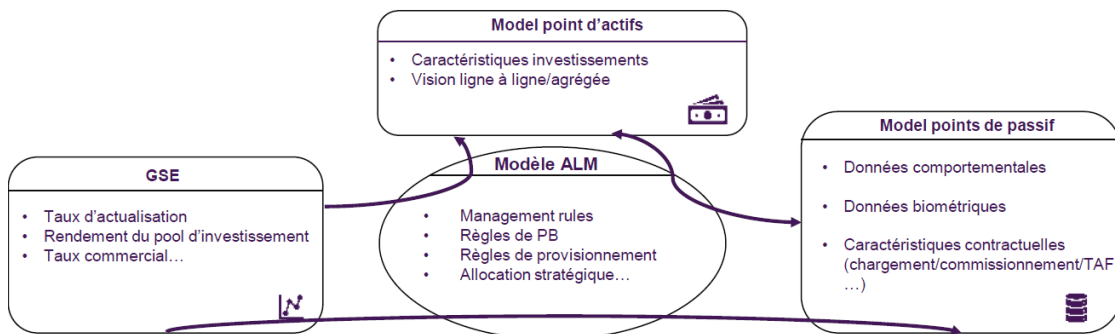 Model point d'actifs
• Caractéristiques investissements
• Vision ligne à ligne/agrégée
GSE
• Taux d'actualisation
• Rendement du pool d'investissement
• Taux commercial…
Modèle ALM
• Management rules
• Règles de PB
• Règles de provisionnement
• Allocation stratégique…
Model points de passif
• Données comportementales
• Données biométriques
• Caractéristiques contractuelles
(chargement/commissionnement/TAF
…)